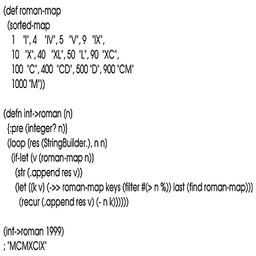 (def roman-map
(sorted-map
1 "I", 4 "IV", 5 "V", 9 "IX",
10 "X", 40 "XL", 50 "L", 90 "XC",
100 "C", 400 "CD", 500 "D", 900 "CM"
1000 "M"))
(defn int->roman (n)
{:pre (integer? n)}
(loop (res (StringBuilder.), n n)
(if-let (v (roman-map n))
(str (.append res v))
(let ((k v) (->> roman-map keys (filter #(> n %)) last (find roman-map)))
(recur (.append res v) (- n k))))))
(int->roman 1999)
; "MCMXCIX"